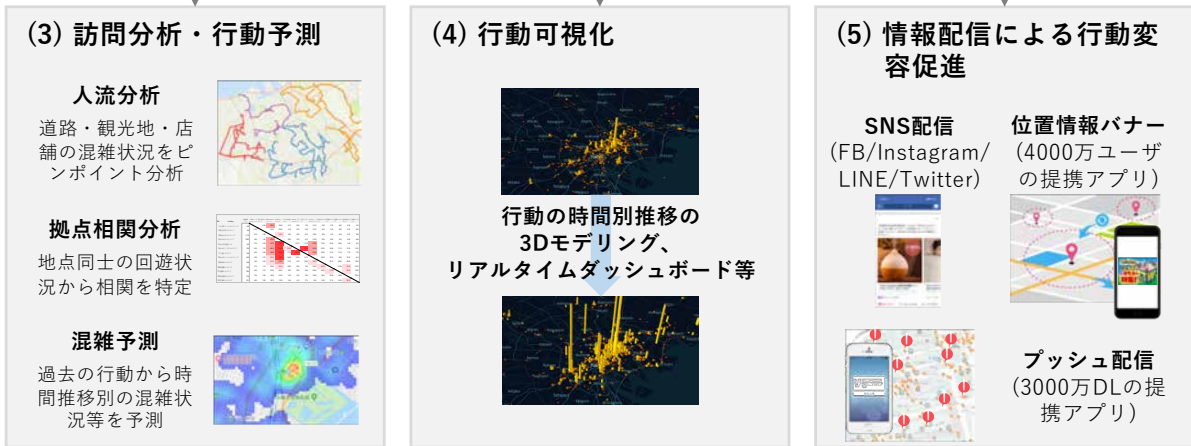 (3) 訪問分析・行動予測
人流分析
道路・観光地・店
舗の混雑状況をピ
ンポイント分析
拠点相関分析
地点同士の回遊状
況から相関を特定
混雑予測
過去の行動から時
間推移別の混雑状
況等を予測
(4) 行動可視化
行動の時間別推移の
3Dモデリング、
リアルタイムダッシュボード等
(5) 情報配信による行動変
容促進
SNS配信
(FB/Instagram/
LINE/Twitter)
位置情報バナー
(4000万ユーザ
の提携アプリ)
プッシュ配信
(3000万DLの提
携アプリ)